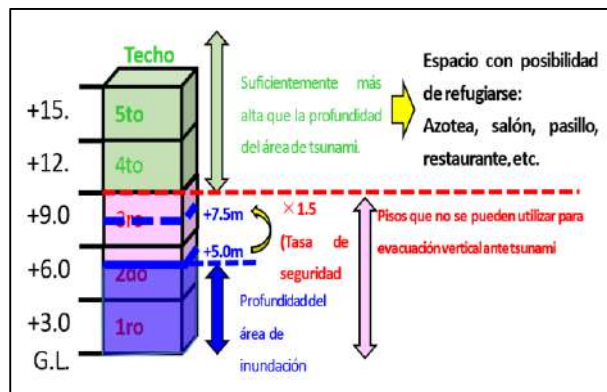 Techo
Suficientemente más
alta que la profundidad
del área de tsunami.
Espacio con posibilidad
de refugiarse:
Azotea, salón, pasillo,
restaurante, etc.
+15.
5to
+12.
4to
+9.0
3ro
+7.5m
×1.5
(Tasa de
seguridad
Pisos que no se pueden utilizar para
evacuación vertical ante tsunami
+5.0m
+6.0
2do
Profundidad del
área de
inundación
+3.0
1ro
G.L.